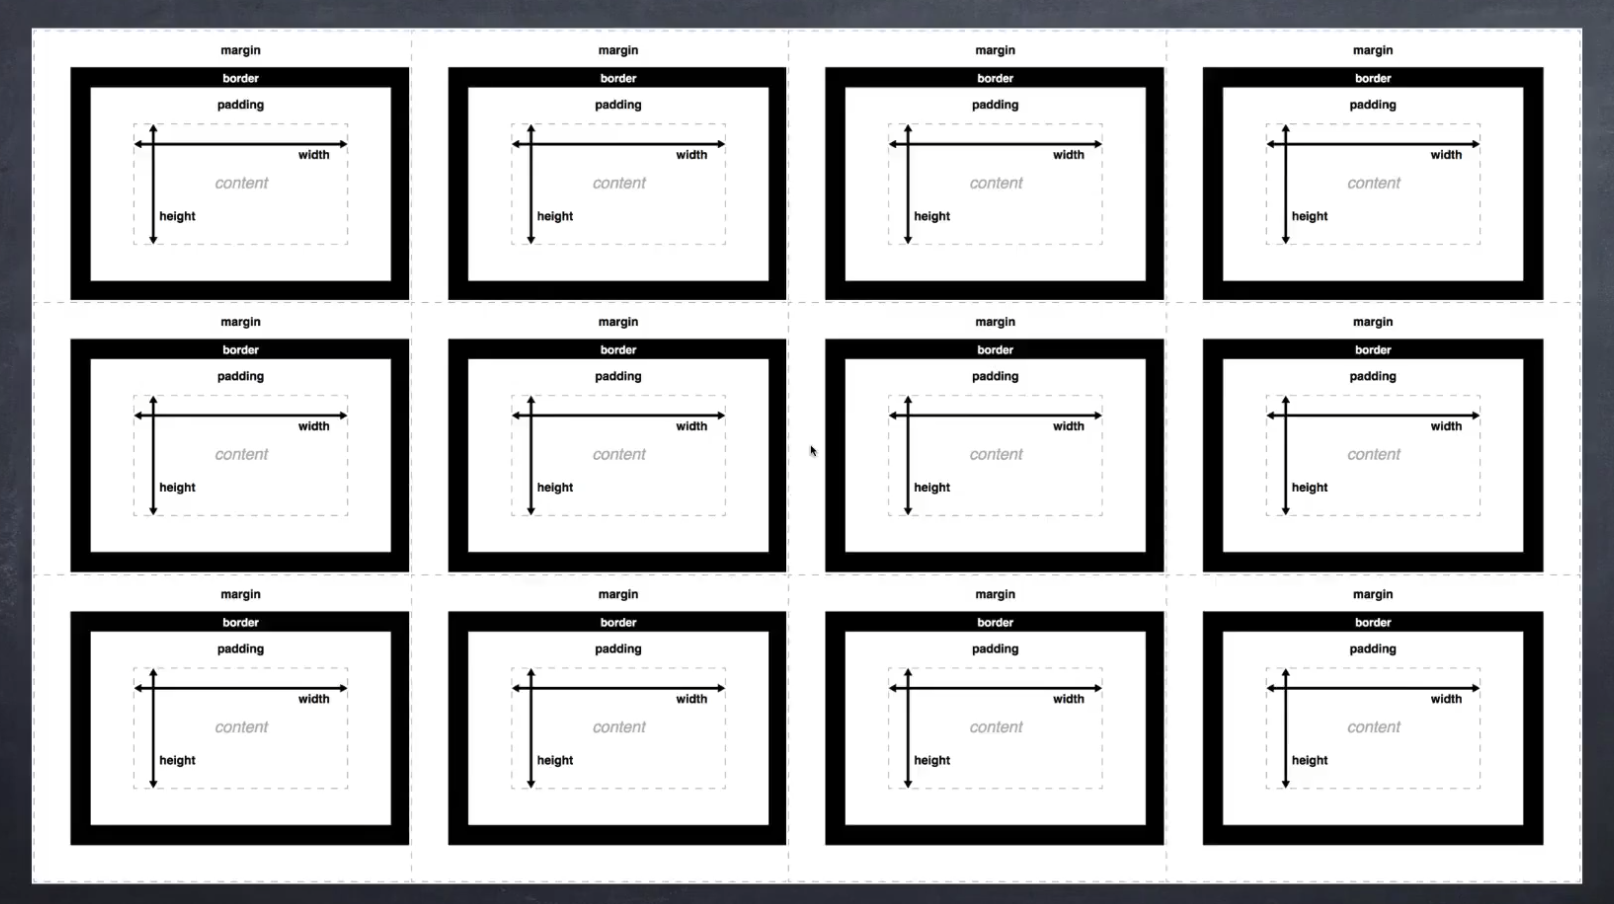 margin margin margin margin
border border border border
padding padding padding padding
width width width width
content content content content
height height height height
margin margin margin margin
border border border border
padding padding padding padding
width width width width
content content content content
height height height height
margin margin margin margin
border border border border
padding padding padding padding
width width width width
content content content content
height height height height